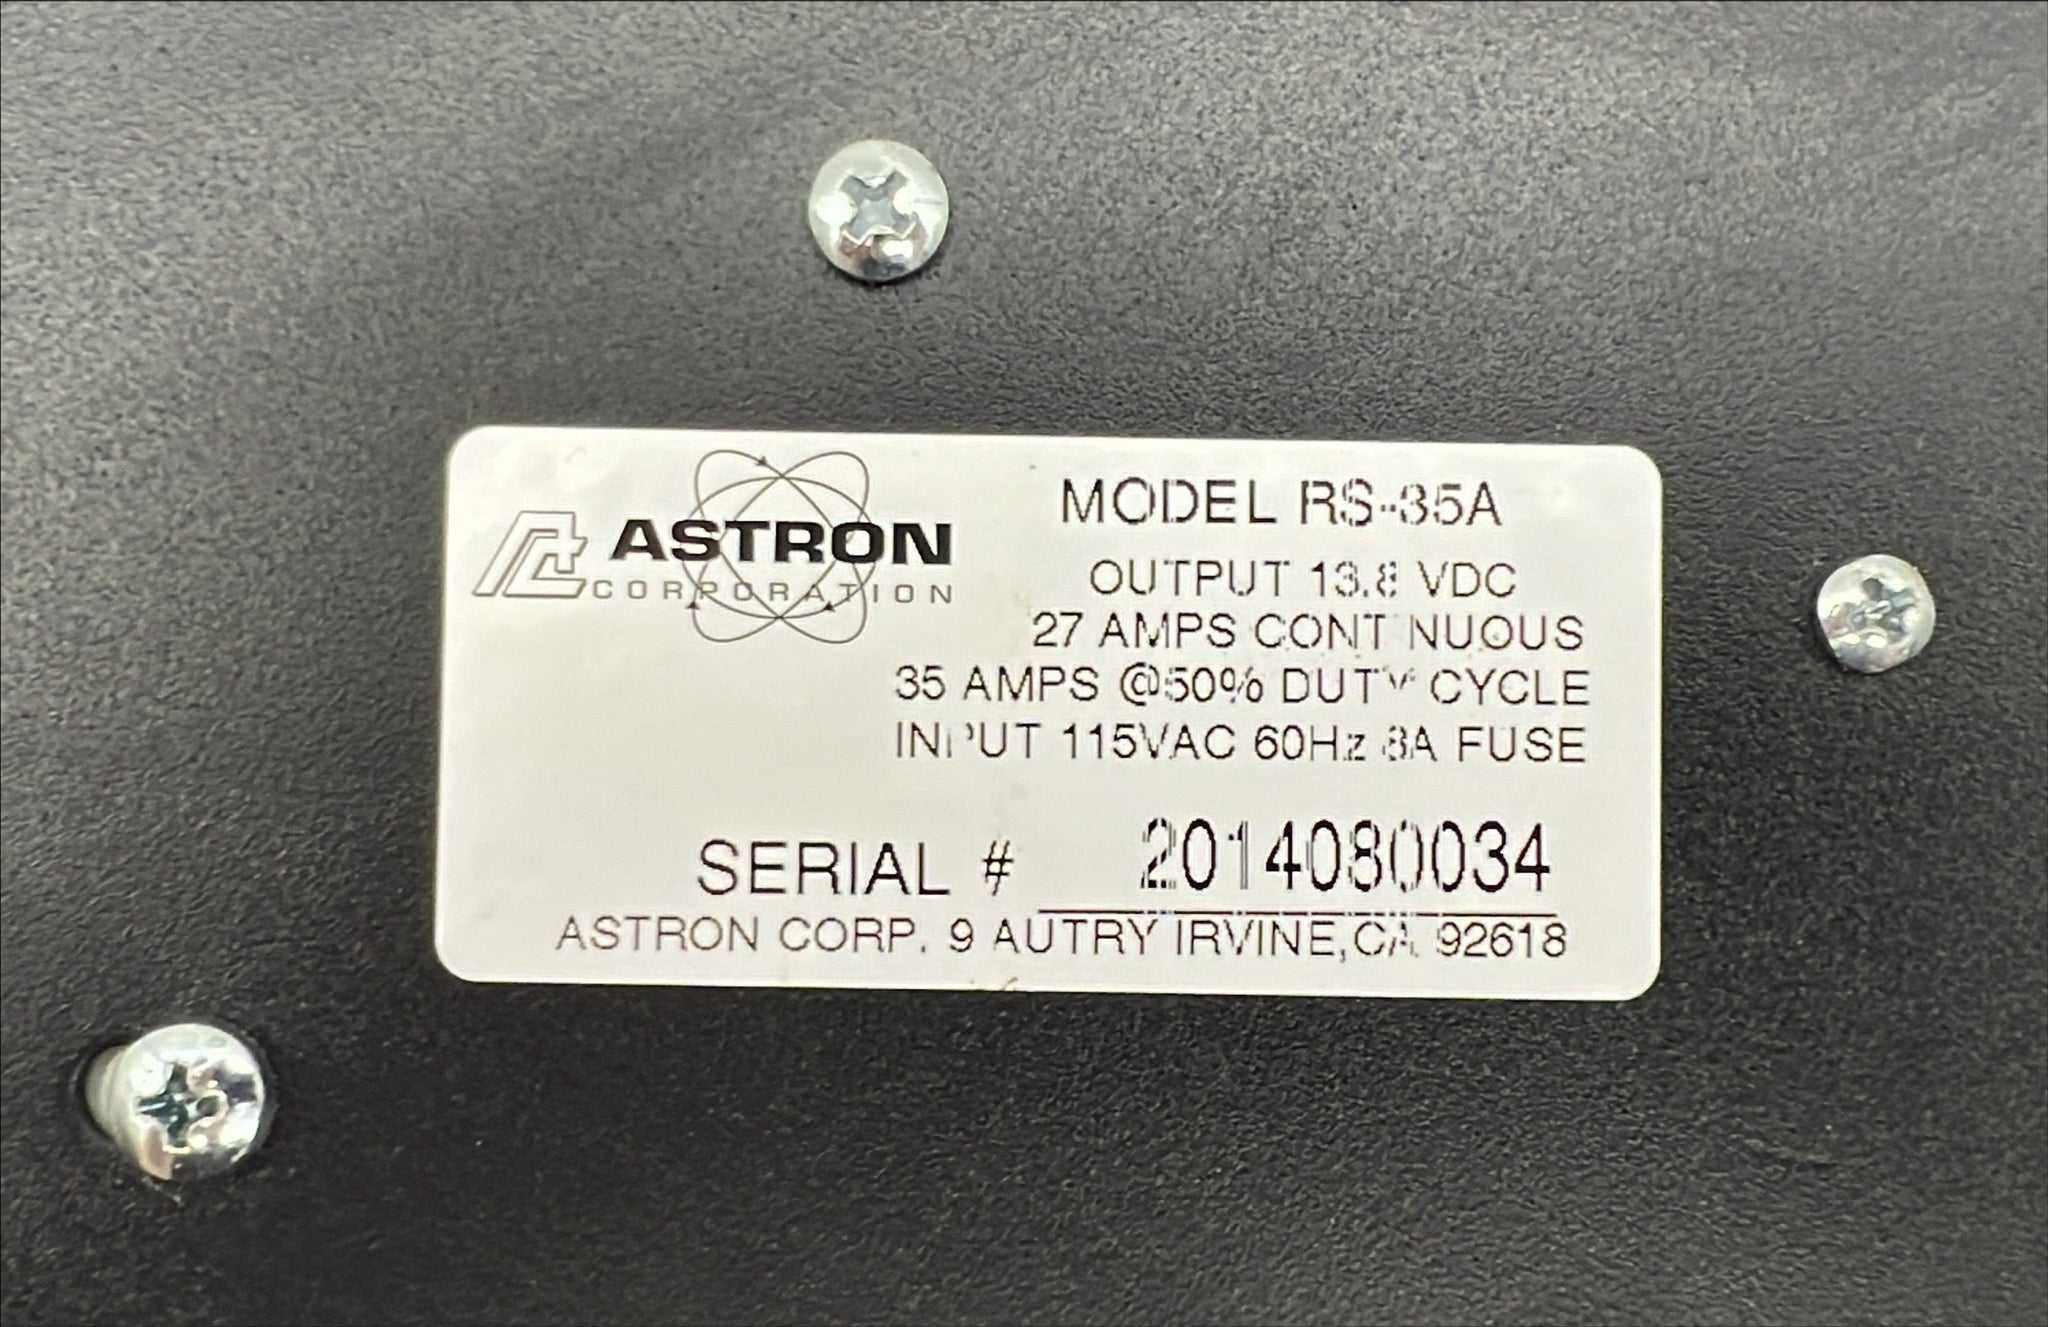 ASTRON
CORPORATION
MODEL RS-35A
OUTPUT 13.8 VDC
27 AMPS CONTINUOUS
35 AMPS @50% DUTY CYCLE
INPUT 115VAC 60Hz 8A FUSE
SERIAL # 2014080034
ASTRON CORP. 9 AUTRY IRVINE,CA 92618